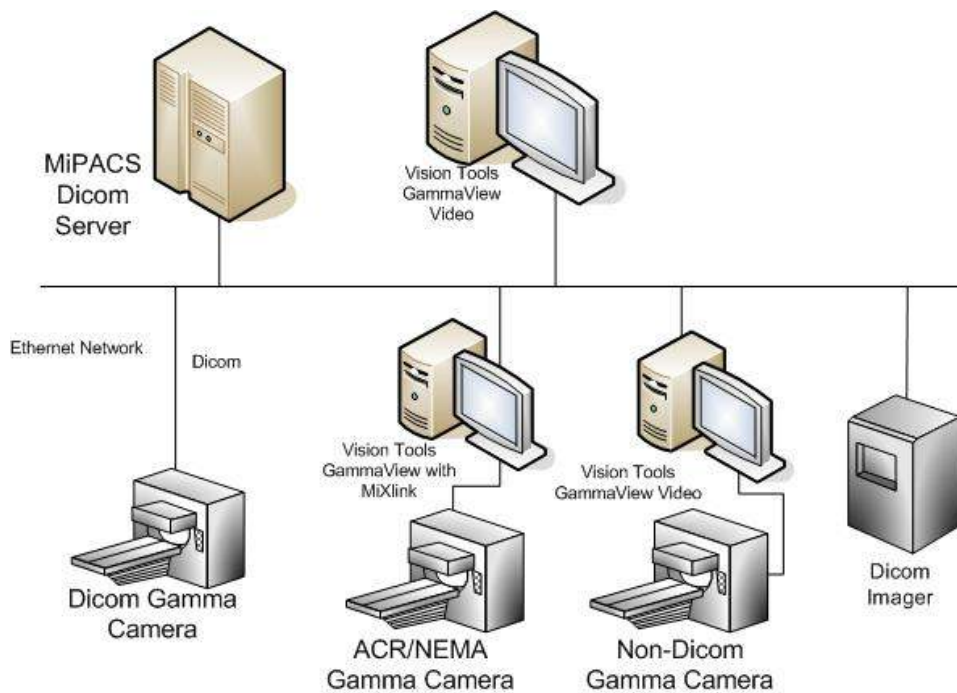 MiPACS
Dicom
Server
Vision Tools
GammaView
Video
Ethernet Network
Dicom
Vision Tools
GammaView with
MiXlink
Vision Tools
GammaView Video
Dicom Gamma
Camera
ACR/NEMA
Gamma Camera
Non-Dicom
Gamma Camera
Dicom
Imager